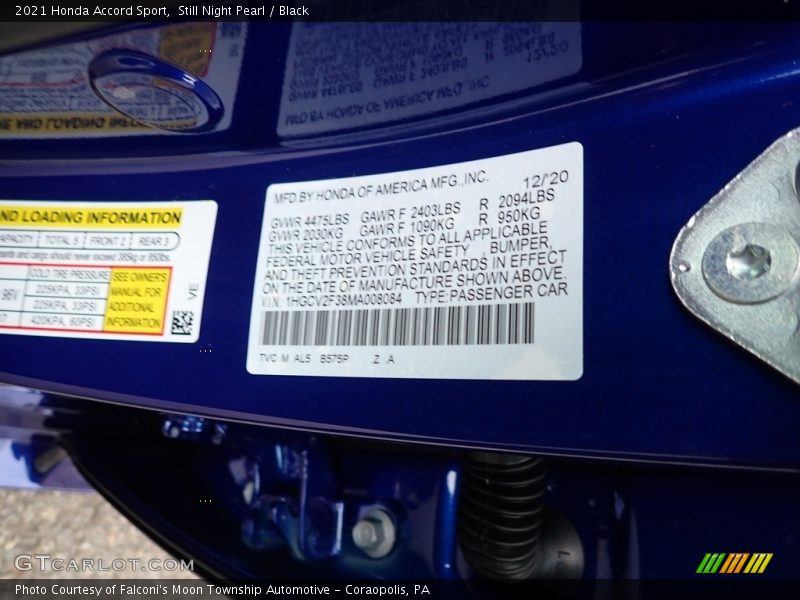 2021 Honda Accord Sport, Still Night Pearl / Black
ND LOADING INFORMATION
TOTAL 5 FRONT 2 REAR 3
COLD TIRE PRESSURE
SEE OWNER'S
MANUAL FOR
ADDITIONAL
INFORMATION
225KPA, 33PSI
225KPA, 33PSI
420KPA, 60PSI
VE
MFD.BY HONDA OF AMERICA MFG.,INC. 12/'20
GVWR 4475LBS GAWR F 2403LBS R 2094LBS
GVWR 2030KG GAWR F 1090KG R 950KG
THIS VEHICLE CONFORMS TO ALL APPLICABLE
FEDERAL MOTOR VEHICLE SAFETY , BUMPER,
AND THEFT PREVENTION STANDARDS IN EFFECT
ON THE DATE OF MANUFACTURE SHOWN ABOVE.
V.I.N.: 1HGCV2F38MA008084 TYPE:PASSENGER CAR
TVC M AL5 B575P Z A
GTCARLOT.COM
Photo Courtesy of Falconi's Moon Township Automotive - Coraopolis, PA